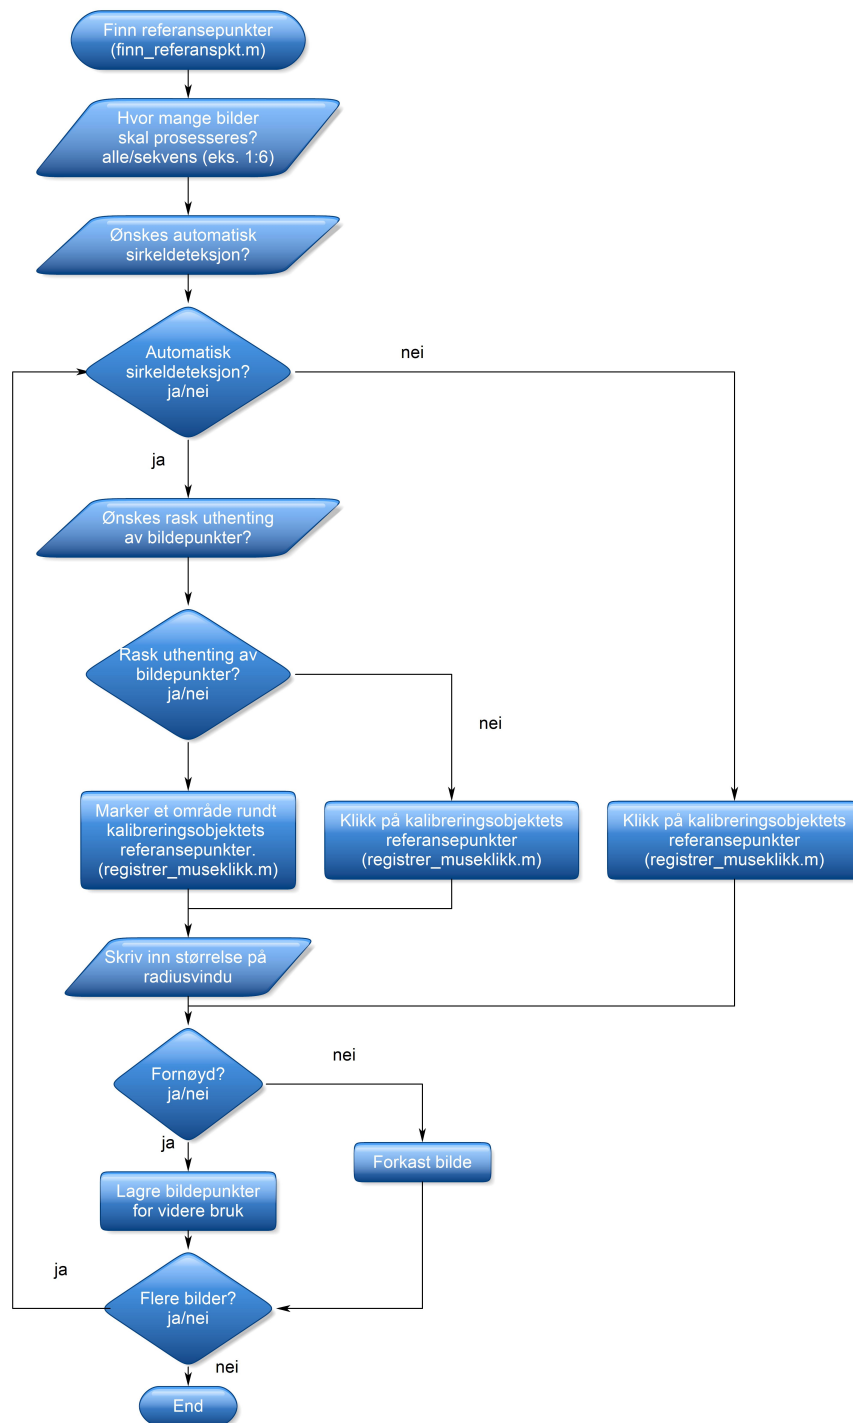 Finn referansepunkter
(finn_referanspkt.m)
Hvor mange bilder
skal prosesseres?
alle/sekvens (eks. 1:6)
Ønskes automatisk
sirkeldeteksjon?
Automatisk
sirkeldeteksjon?
ja/nei
nei
ja
Ønskes rask uthenting
av bildepunkter?
Rask uthenting av
bildepunkter?
ja/nei
nei
Marker et område rundt
kalibreringsobjektets
referansepunkter.
(registrer_museklikk.m)
Klikk på kalibreringsobjektets
referansepunkter
(registrer_museklikk.m)
Klikk på kalibreringsobjektets
referansepunkter
(registrer_museklikk.m)
Skriv inn størrelse på
radiusvindu
Fornøyd?
ja/nei
nei
ja
Forkast bilde
Lagre bildepunkter
for videre bruk
ja
Flere bilder?
ja/nei
nei
End